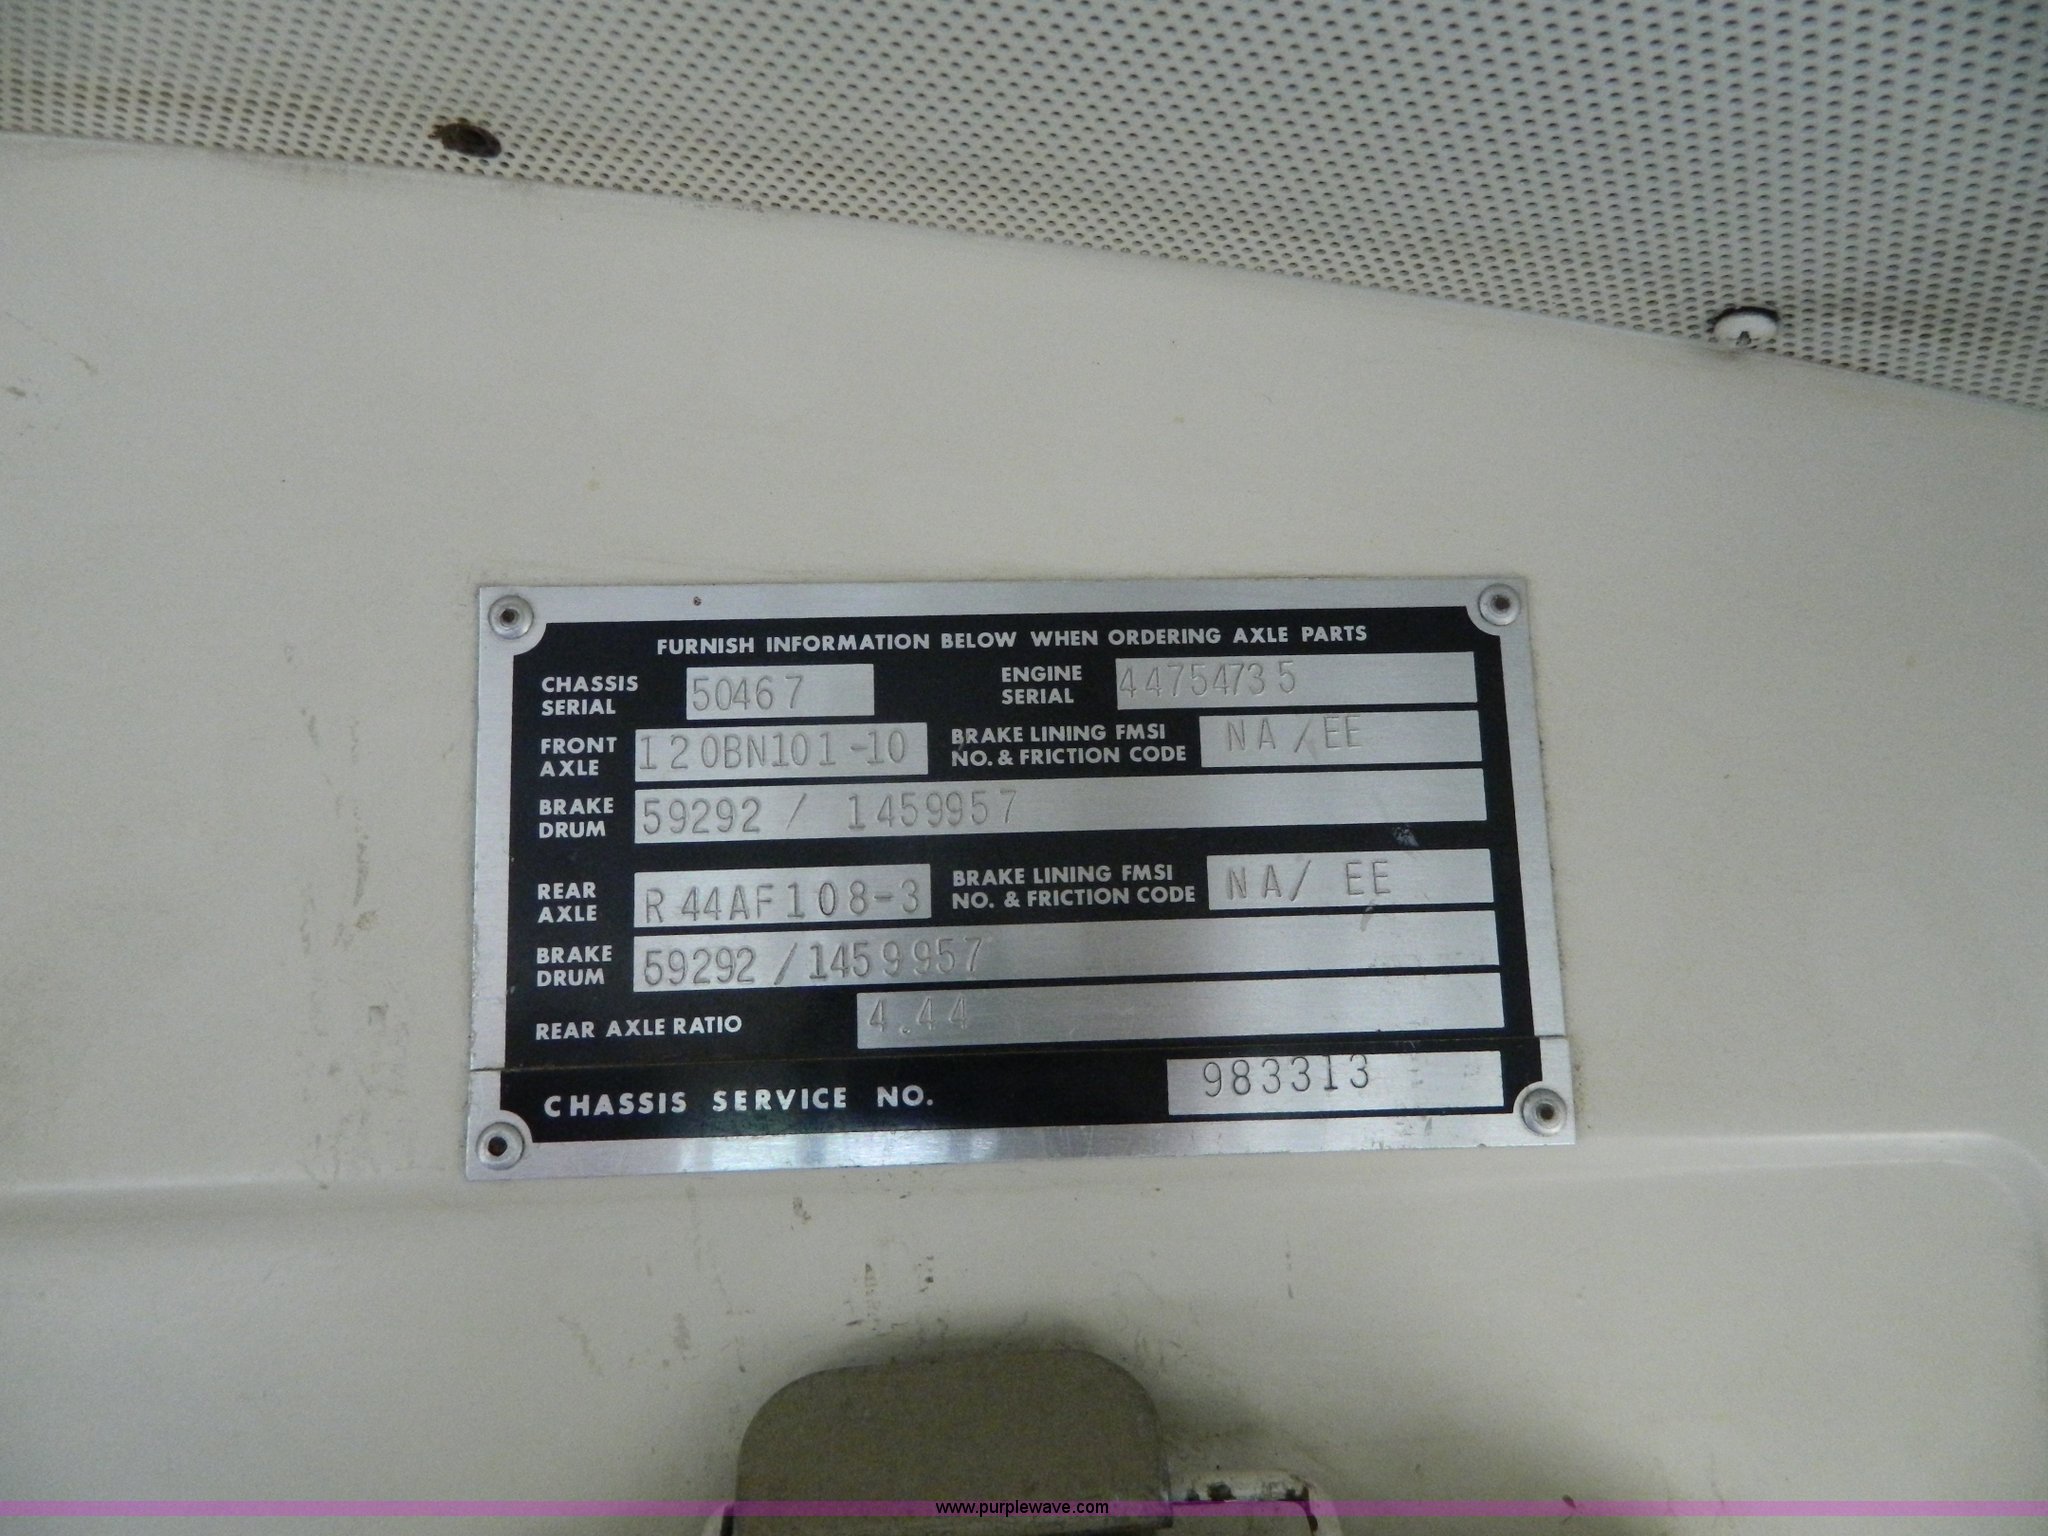 FURNISH INFORMATION BELOW WHEN ORDERING AXLE PARTS
CHASSIS SERIAL 50467 ENGINE SERIAL 44754735
FRONT AXLE 120BN101-10 BRAKE LINING FMSI NO. & FRICTION CODE NA/EE
BRAKE DRUM 59292 / 1459957
REAR AXLE R44AF108-3 BRAKE LINING FMSI NO. & FRICTION CODE NA/ EE
BRAKE DRUM 59292 /1459957
REAR AXLE RATIO 4.44
CHASSIS SERVICE NO. 983313
www.purplewave.com